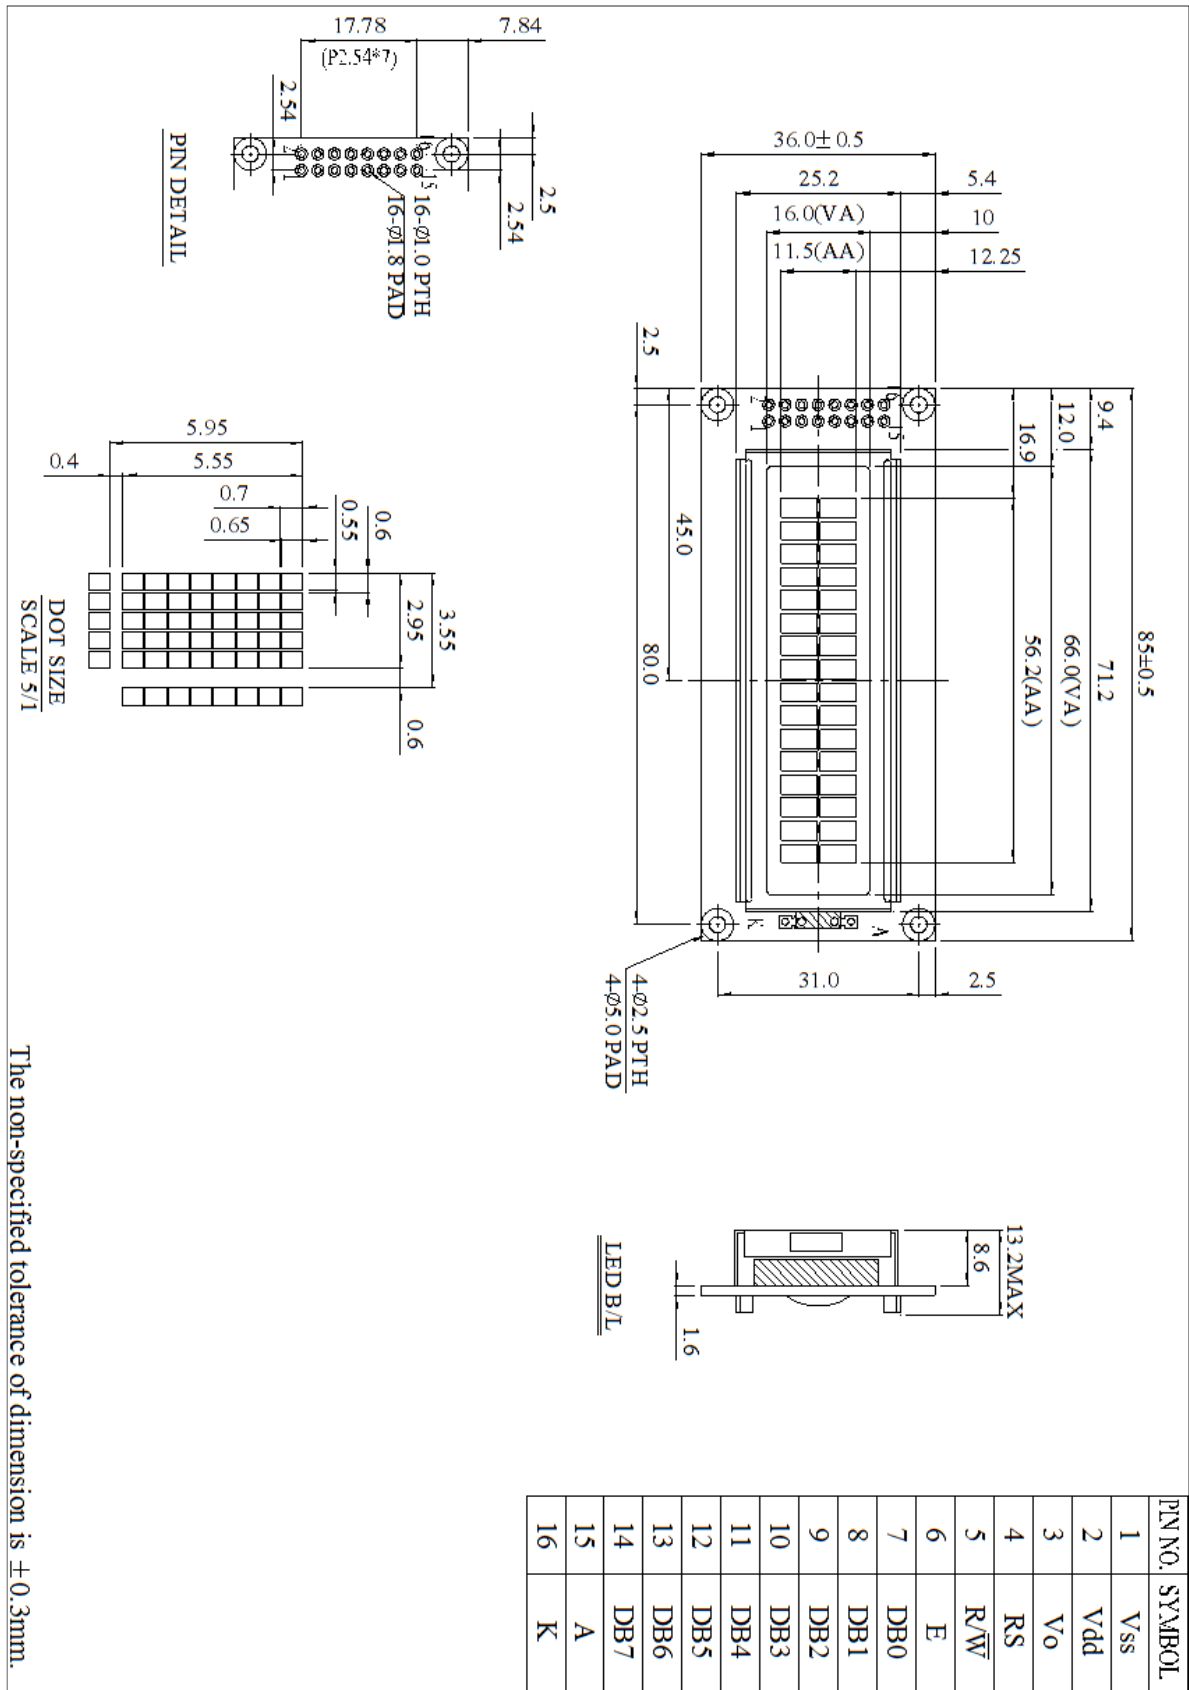 17.78
(P2.54*7)
7.84
2.54
2.5
2.54
16-Ø1.0 PTH
16-Ø1.8 PAD
2
1
15
PIN DETAIL
36.0± 0.5
25.2
5.4
16.0(VA)
10
11.5(AA)
12.25
2.5
9.4
12.0
16.9
2
1
15
45.0
80.0
85±0.5
71.2
66.0(VA)
56.2(AA)
K
A
31.0
2.5
4-Ø2.5 PTH
4-Ø5.0 PAD
5.95
0.4
5.55
0.7
0.65
0.55
0.6
3.55
2.95
0.6
DOT SIZE
SCALE 5/1
13.2MAX
8.6
1.6
LED B/L
PIN NO. SYMBOL
1 Vss
2 Vdd
3 Vo
4 RS
5 R/W̅
6 E
7 DB0
8 DB1
9 DB2
10 DB3
11 DB4
12 DB5
13 DB6
14 DB7
15 A
16 K
The non-specified tolerance of dimension is ±0.3mm.